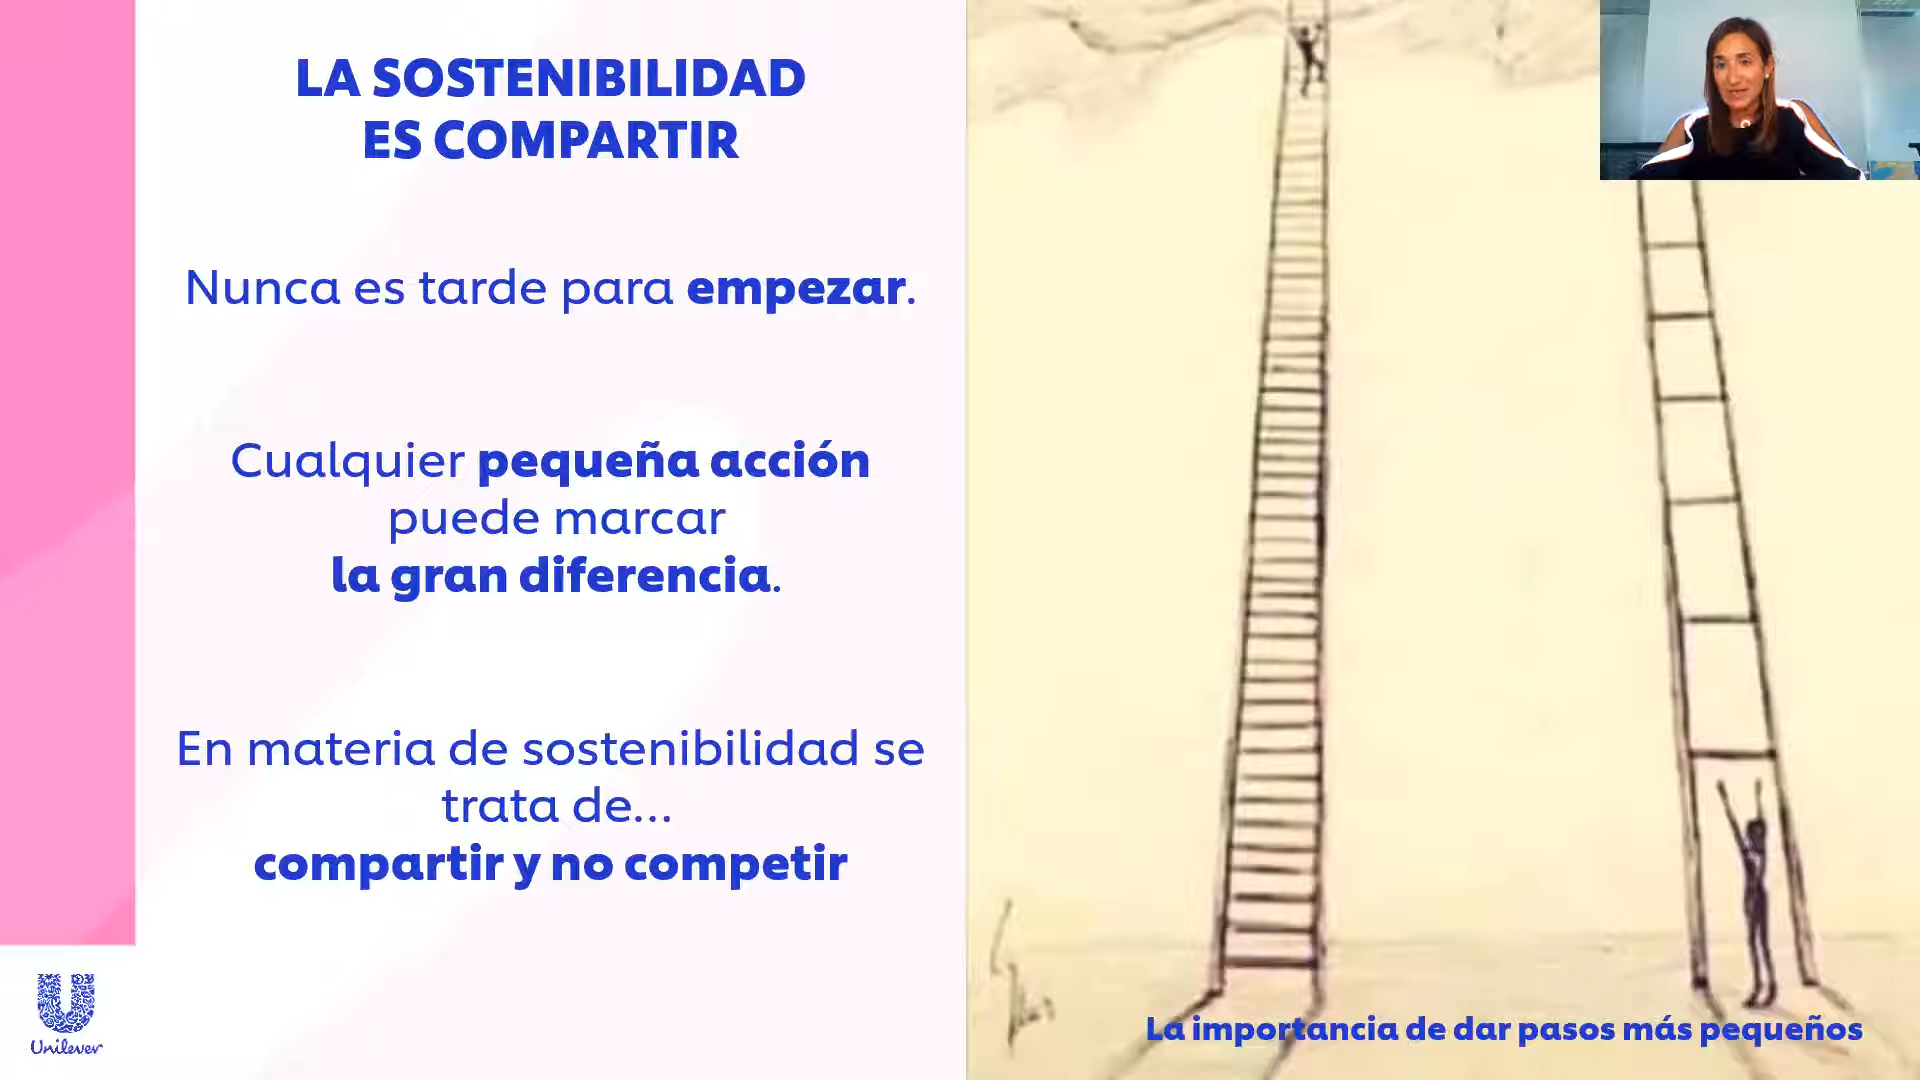 LA SOSTENIBILIDAD
ES COMPARTIR
Nunca es tarde para empezar.
Cualquier pequeña acción
puede marcar
la gran diferencia.
En materia de sostenibilidad se
trata de...
compartir y no competir
Unilever
La importancia de dar pasos más pequeños